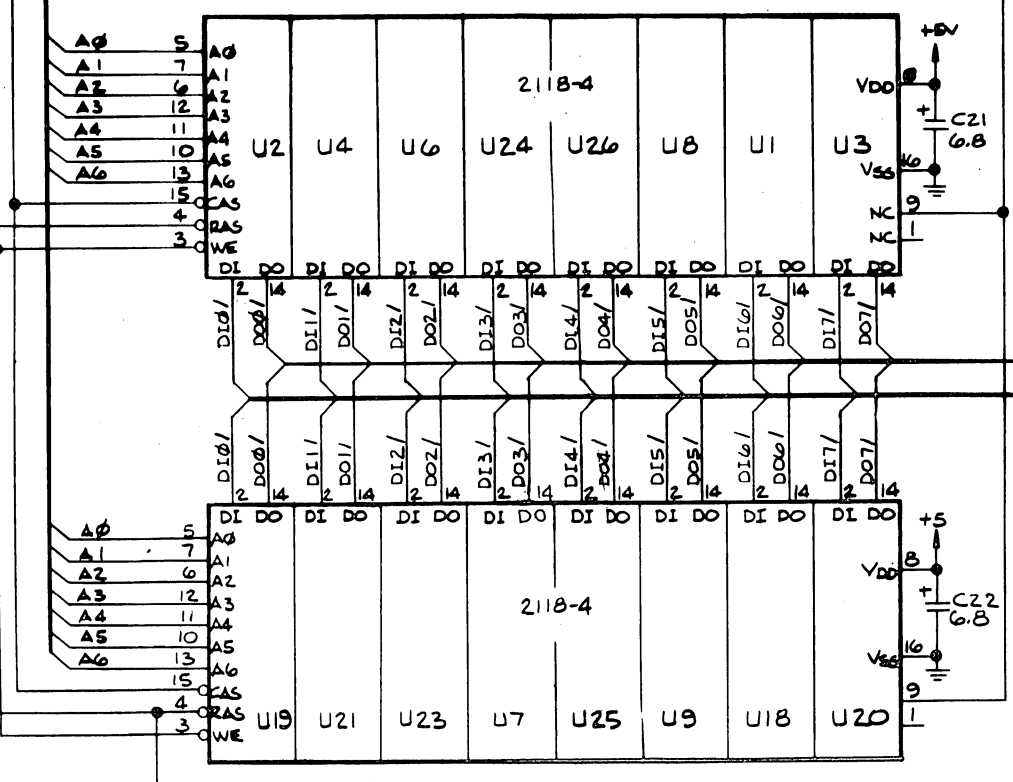 +5V
AØ 5 AØ
A1 7 A1
A2 6 A2
A3 12 A3
A4 11 A4
A5 10 A5
A6 13 A6
15 CAS
4 RAS
3 WE
2118-4
U2 U4 U6 U24 U26 U8 U1 U3
VDD 8
C21
6.8
VSS 16
NC 9
NC 1
DI DO DI DO DI DO DI DO DI DO DI DO DI DO DI DO
2 14 2 14 2 14 2 14 2 14 2 14 2 14 2 14
DIØ/ DOØ/ DI1/ DO1/ DI2/ DO2/ DI3/ DO3/ DI4/ DO4/ DI5/ DO5/ DI6/ DO6/ DI7/ DO7/
DIØ/ DOØ/ DI1/ DO1/ DI2/ DO2/ DI3/ DO3/ DI4/ DO4/ DI5/ DO5/ DI6/ DO6/ DI7/ DO7/
2 14 2 14 2 14 2 14 2 14 2 14 2 14 2 14
DI DO DI DO DI DO DI DO DI DO DI DO DI DO DI DO
+5
AØ 5 AØ
A1 7 A1
A2 6 A2
A3 12 A3
A4 11 A4
A5 10 A5
A6 13 A6
15 CAS
4 RAS
3 WE
2118-4
VDD 8
C22
6.8
VSS 16
9
1
U19 U21 U23 U7 U25 U9 U18 U20